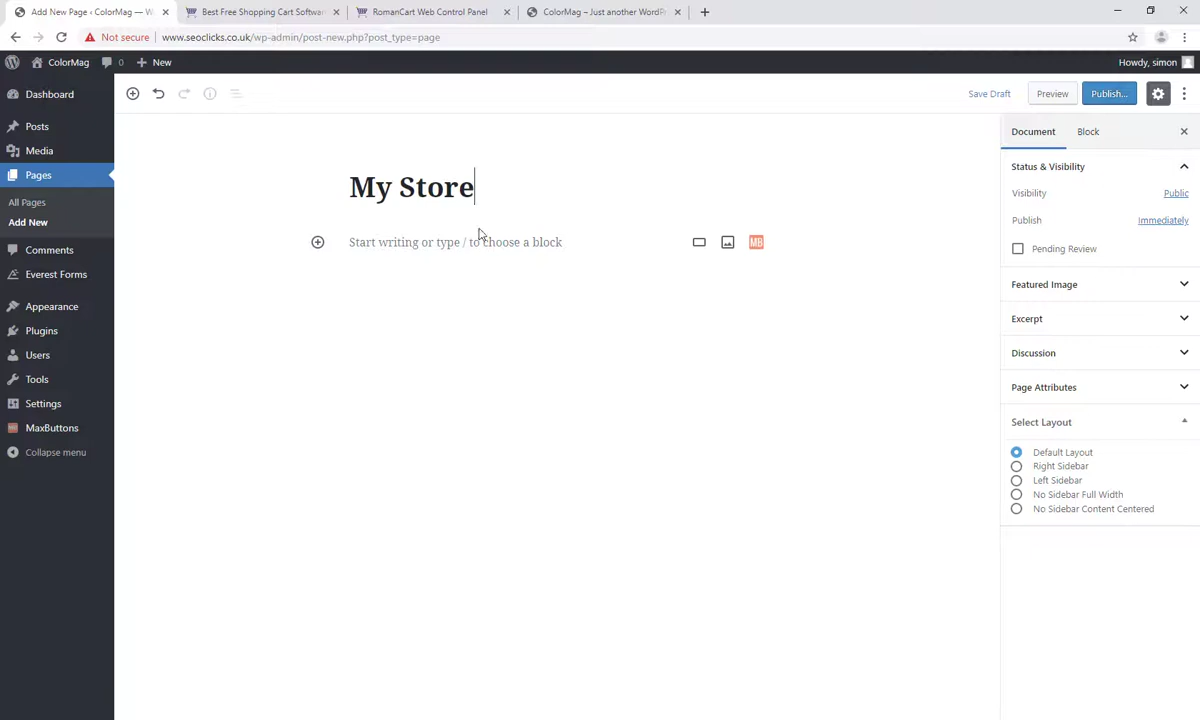 Add New Page ‹ ColorMag — W
Best Free Shopping Cart Softwar
RomanCart Web Control Panel
ColorMag – Just another WordPr
Not secure
www.seoclicks.co.uk/wp-admin/post-new.php?post_type=page
ColorMag
0
New
Howdy, simon
Dashboard
Posts
Media
Pages
All Pages
Add New
Comments
Everest Forms
Appearance
Plugins
Users
Tools
Settings
MaxButtons
Collapse menu
Save Draft
Preview
Publish...
My Store
Start writing or type / to choose a block
MB
Document
Block
Status & Visibility
Visibility
Public
Publish
Immediately
Pending Review
Featured Image
Excerpt
Discussion
Page Attributes
Select Layout
Default Layout
Right Sidebar
Left Sidebar
No Sidebar Full Width
No Sidebar Content Centered